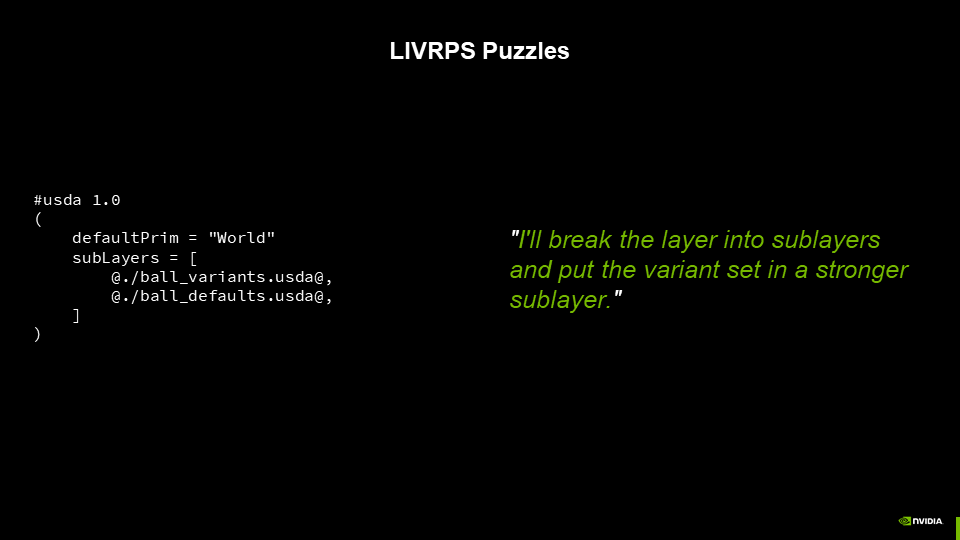 LIVRPS Puzzles
#usda 1.0
(
    defaultPrim = "World"
    subLayers = [
        @./ball_variants.usda@,
        @./ball_defaults.usda@,
    ]
)
"I'll break the layer into sublayers
and put the variant set in a stronger
sublayer."
NVIDIA